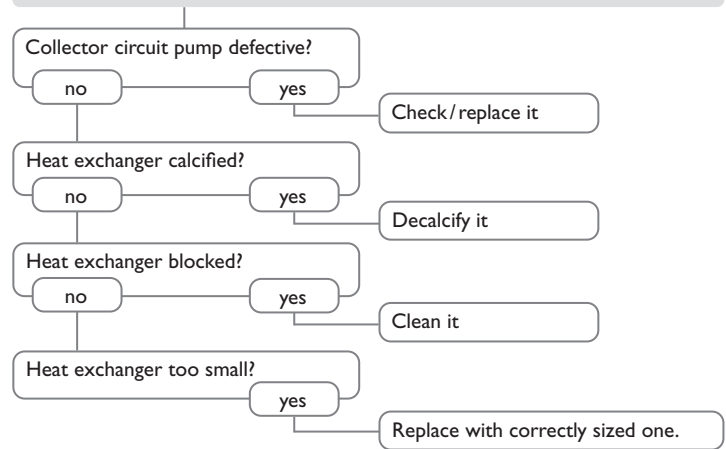 Collector circuit pump defective?
no
yes
Check/replace it
Heat exchanger calcified?
no
yes
Decalcify it
Heat exchanger blocked?
no
yes
Clean it
Heat exchanger too small?
yes
Replace with correctly sized one.